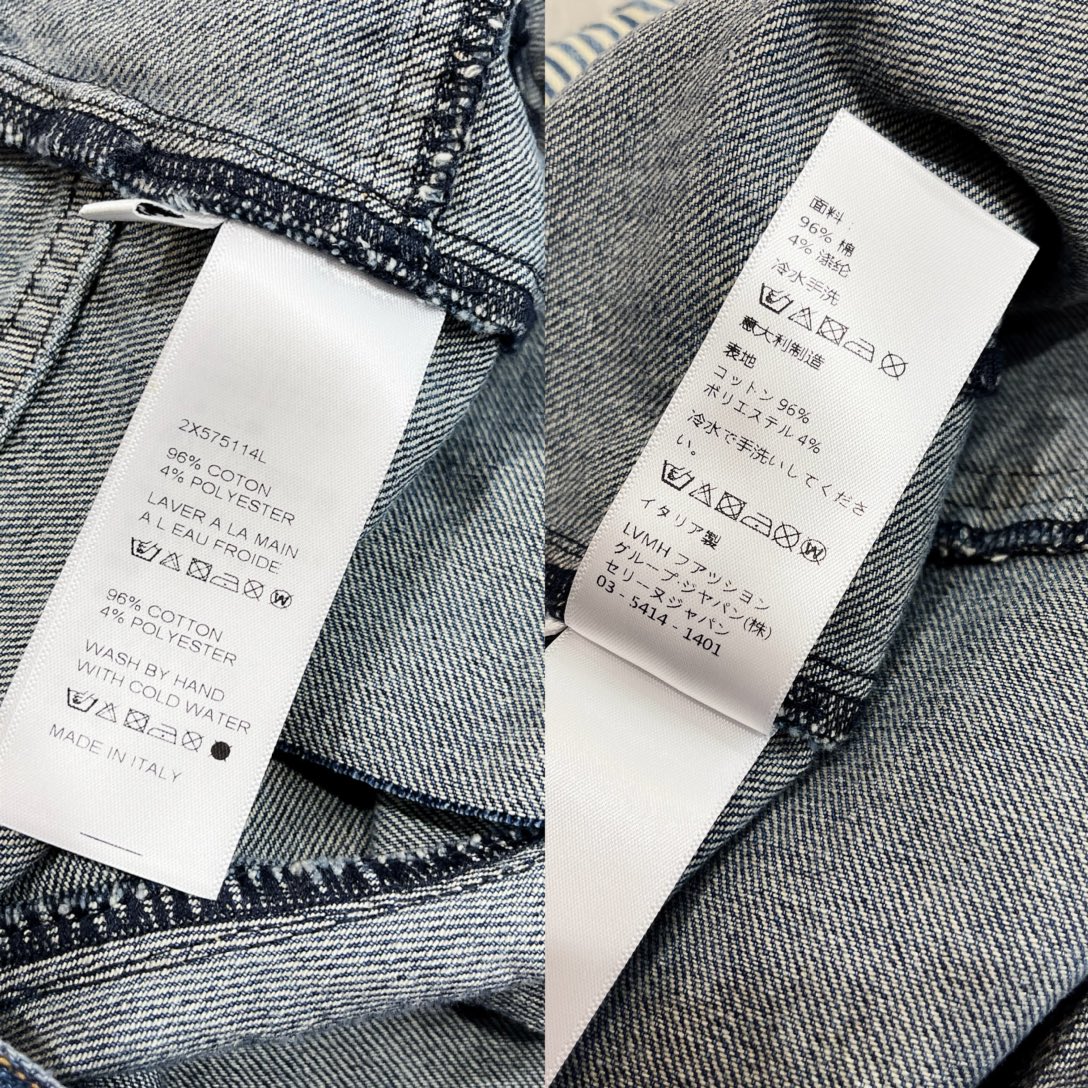 2X575114L
96% COTON
4% POLYESTER
LAVER A LA MAIN
A L EAU FROIDE
W
96% COTTON
4% POLYESTER
WASH BY HAND
WITH COLD WATER
MADE IN ITALY
面料:
96% 棉
4% 涤纶
冷水手洗
意大利制造
表地
コットン 96%
ポリエステル 4%
冷水で手洗いしてくださ
い。
W
イタリア製
LVMH ファッション
グループ・ジャパン(株)
セリーヌジャパン
03 - 5414 - 1401